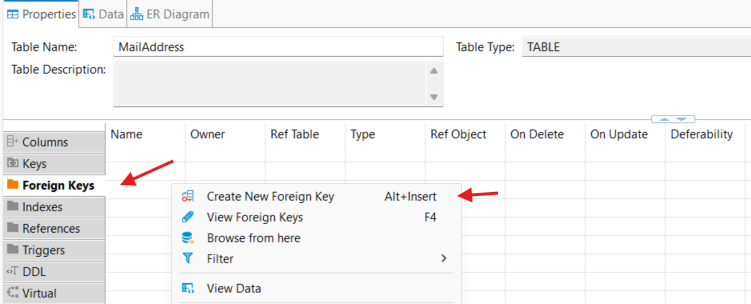 Properties Data ER Diagram
Table Name: MailAddress Table Type: TABLE
Table Description:
Name Owner Ref Table Type Ref Object On Delete On Update Deferability
Columns
Keys
Foreign Keys
Indexes
References
Triggers
DDL
Virtual
Create New Foreign Key Alt+Insert
View Foreign Keys F4
Browse from here
Filter
View Data